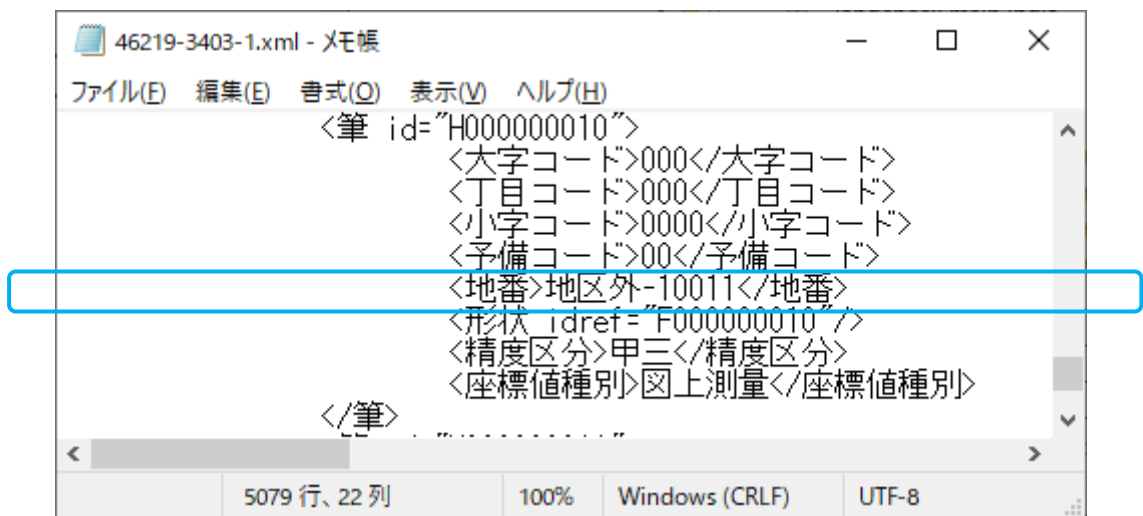 46219-3403-1.xml - メモ帳
ファイル(F) 編集(E) 書式(O) 表示(V) ヘルプ(H)
<筆 id="H000000010">
<大字コード>000</大字コード>
<丁目コード>000</丁目コード>
<小字コード>0000</小字コード>
<予備コード>00</予備コード>
<地番>地区外-10011</地番>
<形状 idref="F000000010"/>
<精度区分>甲三</精度区分>
<座標値種別>図上測量</座標値種別>
</筆>
5079 行、22 列 100% Windows (CRLF) UTF-8